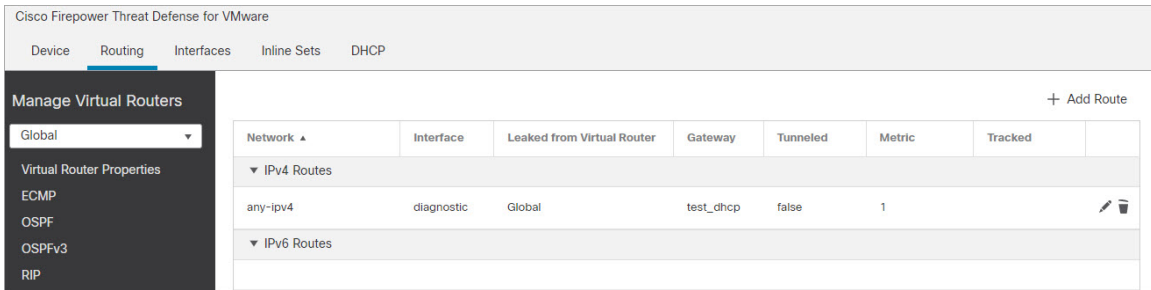 Cisco Firepower Threat Defense for VMware
Device Routing Interfaces Inline Sets DHCP
Manage Virtual Routers
Global
Virtual Router Properties
ECMP
OSPF
OSPFv3
RIP
+ Add Route
Network Interface Leaked from Virtual Router Gateway Tunneled Metric Tracked
IPv4 Routes
any-ipv4 diagnostic Global test_dhcp false 1
IPv6 Routes